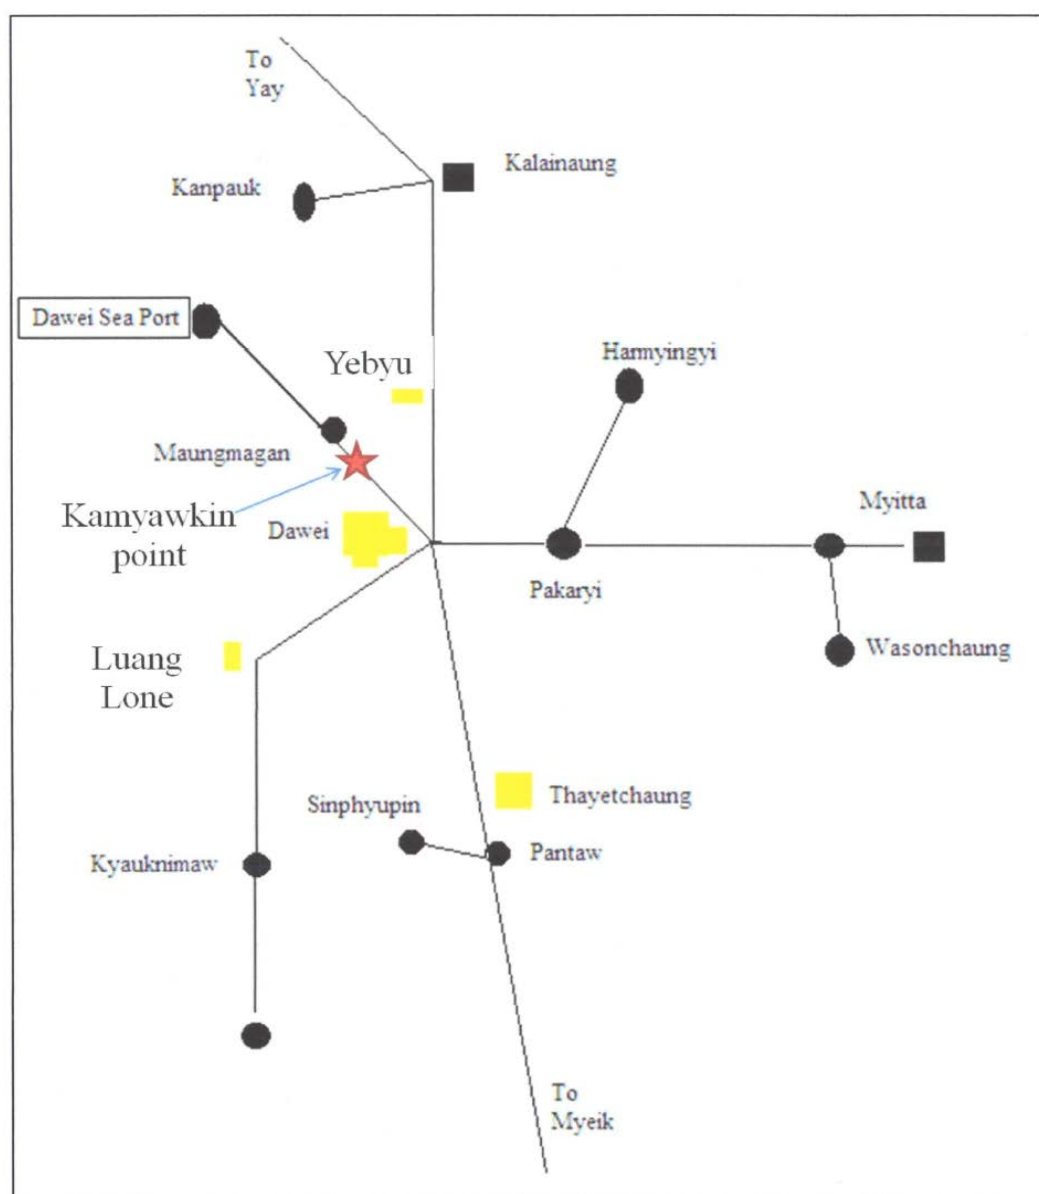 To
Yay
Kalainaung
Kanpauk
Dawei Sea Port
Yebyu
Harmyingyi
Maungmagan
Kamyawkin
point
Dawei
Myitta
Pakaryi
Luang
Lone
Wasonchaung
Thayetchaung
Sinphyupin
Pantaw
Kyauknimaw
To
Myeik